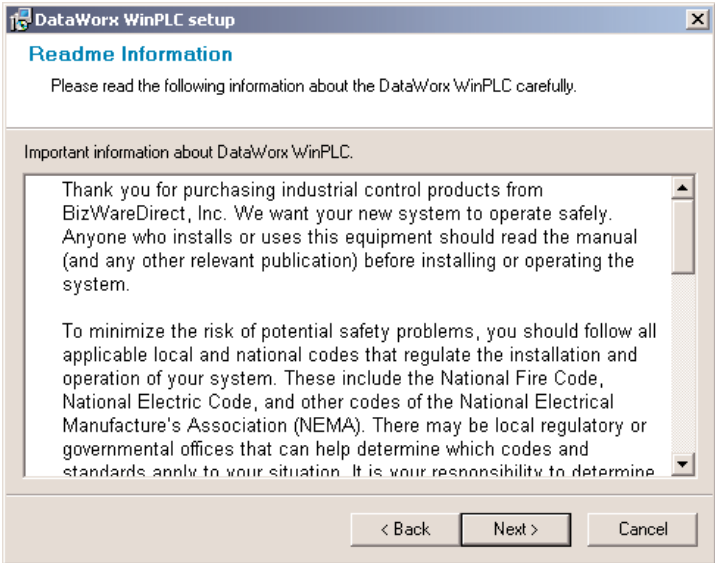 DataWorx WinPLC setup
Readme Information
Please read the following information about the DataWorx WinPLC carefully.
Important information about DataWorx WinPLC.
Thank you for purchasing industrial control products from
BizWareDirect, Inc. We want your new system to operate safely.
Anyone who installs or uses this equipment should read the manual
(and any other relevant publication) before installing or operating the
system.
To minimize the risk of potential safety problems, you should follow all
applicable local and national codes that regulate the installation and
operation of your system. These include the National Fire Code,
National Electric Code, and other codes of the National Electrical
Manufacture's Association (NEMA). There may be local regulatory or
governmental offices that can help determine which codes and
standards apply to your situation. It is your responsibility to determine
< Back
Next >
Cancel